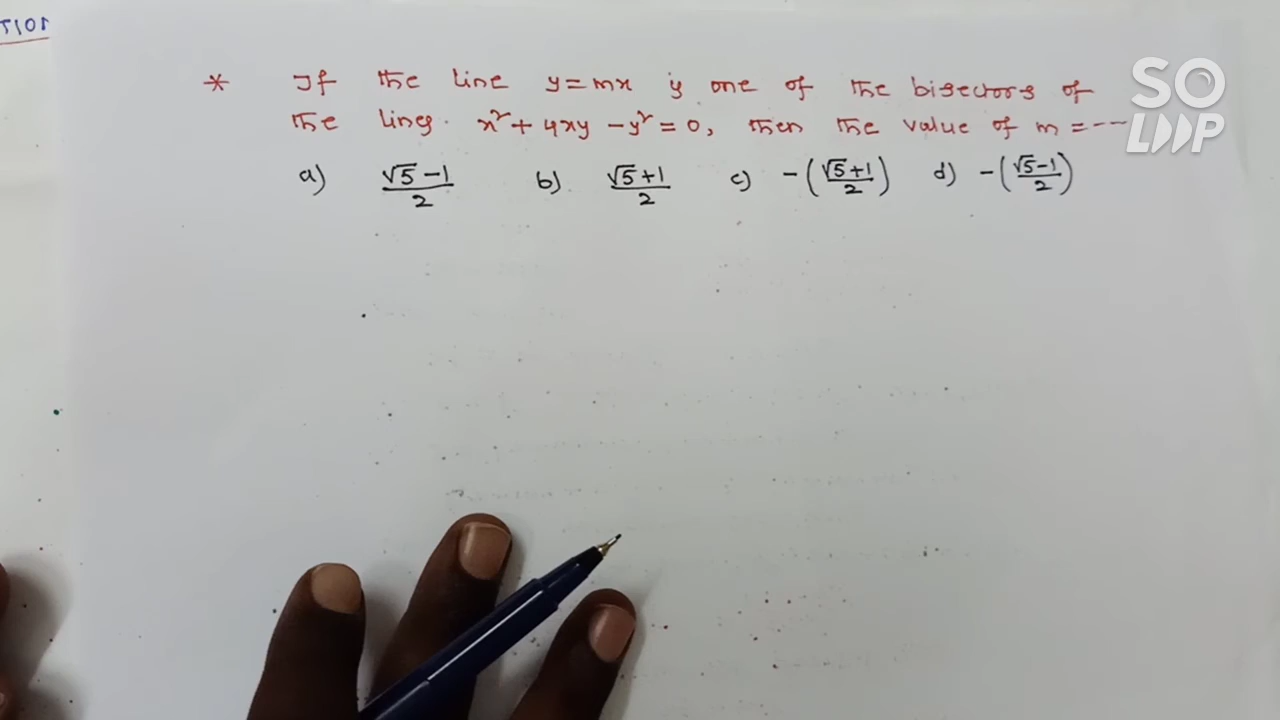 SO
LOOP
* If the line y = mx is one of the bisectors of
the lines x² + 4xy - y² = 0, then the value of m = ---
a) (√5 - 1)/2 b) (√5 + 1)/2 c) -((√5 + 1)/2) d) -((√5 - 1)/2)